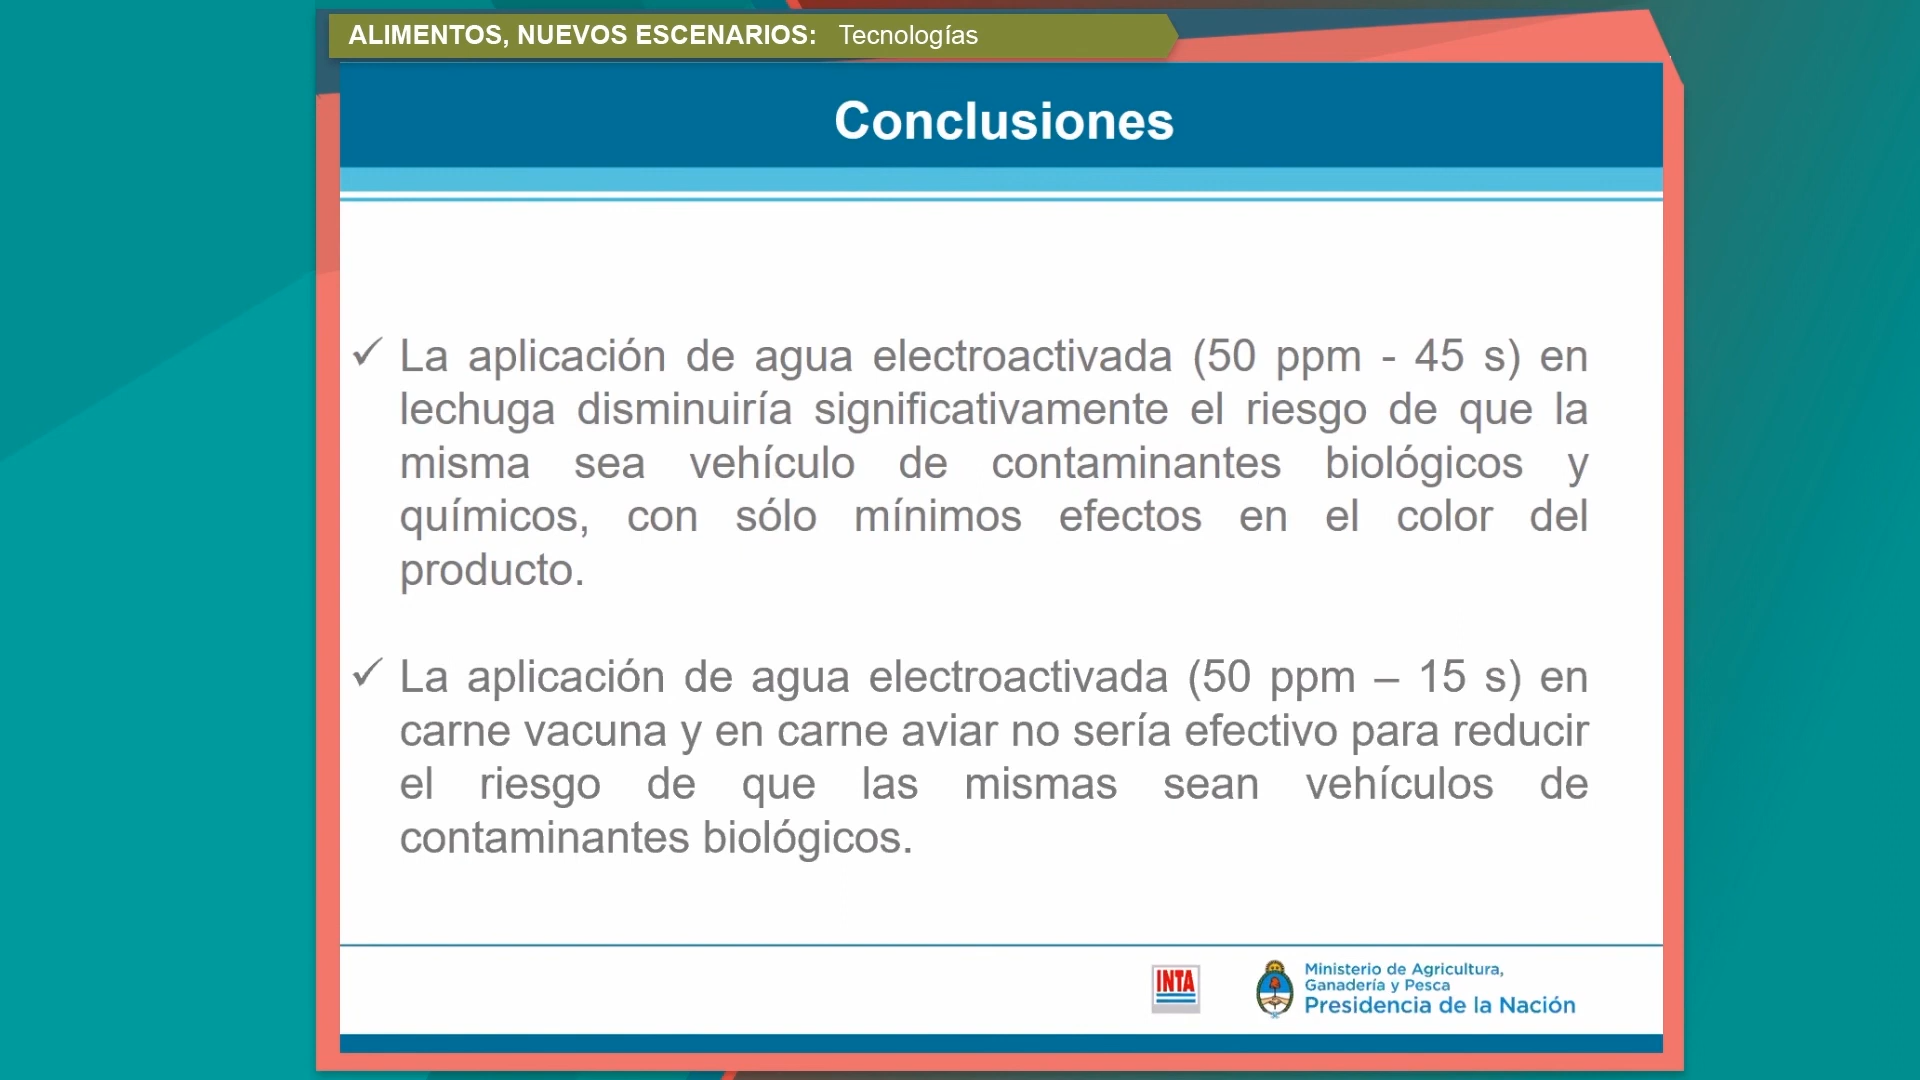 ALIMENTOS, NUEVOS ESCENARIOS: Tecnologías
Conclusiones
✓ La aplicación de agua electroactivada (50 ppm - 45 s) en
lechuga disminuiría significativamente el riesgo de que la
misma sea vehículo de contaminantes biológicos y
químicos, con sólo mínimos efectos en el color del
producto.
✓ La aplicación de agua electroactivada (50 ppm – 15 s) en
carne vacuna y en carne aviar no sería efectivo para reducir
el riesgo de que las mismas sean vehículos de
contaminantes biológicos.
INTA
Ministerio de Agricultura,
Ganadería y Pesca
Presidencia de la Nación